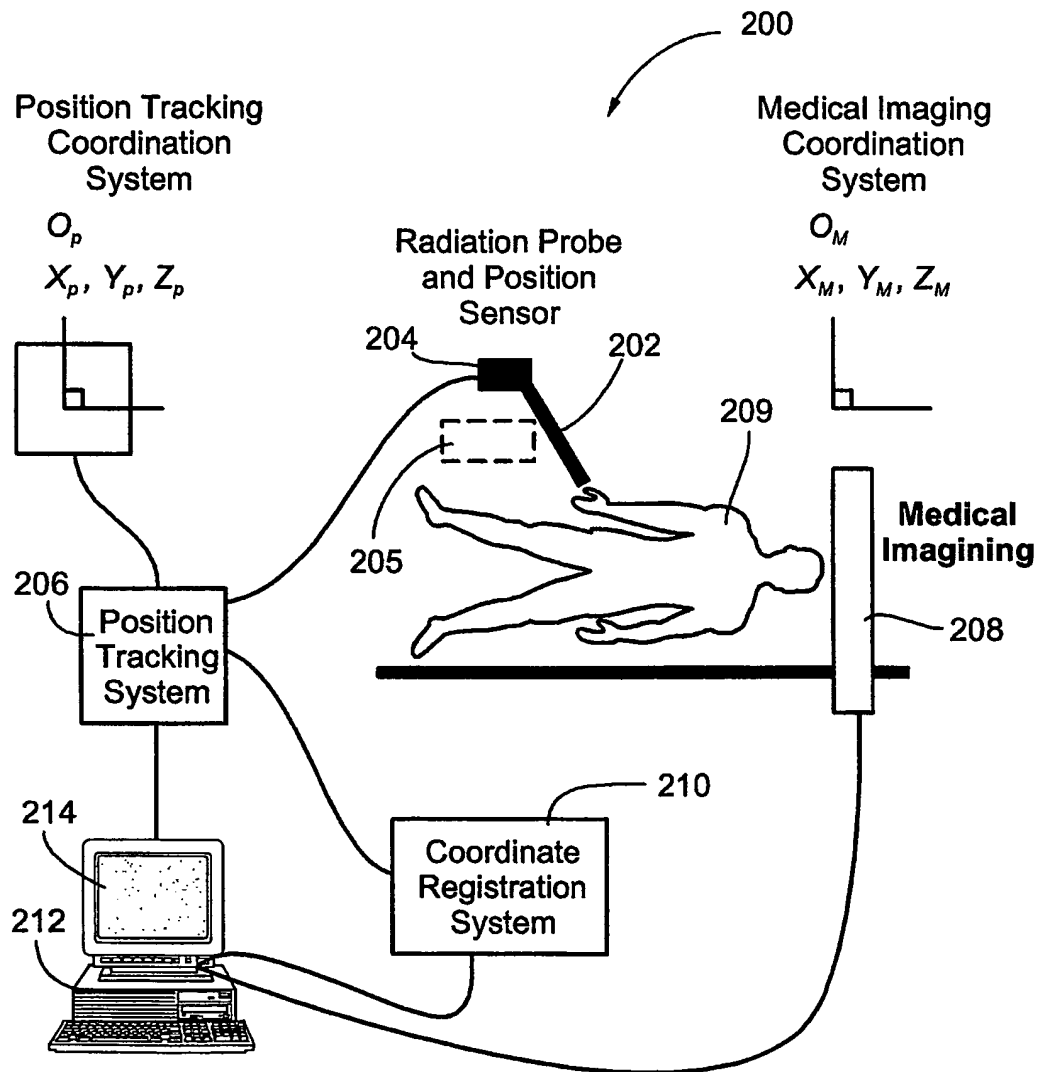 200
Position Tracking
Coordination
System
O_p
X_p, Y_p, Z_p
Medical Imaging
Coordination
System
O_M
X_M, Y_M, Z_M
Radiation Probe
and Position
Sensor
204
202
209
205
Medical
Imagining
208
206
Position
Tracking
System
210
Coordinate
Registration
System
214
212